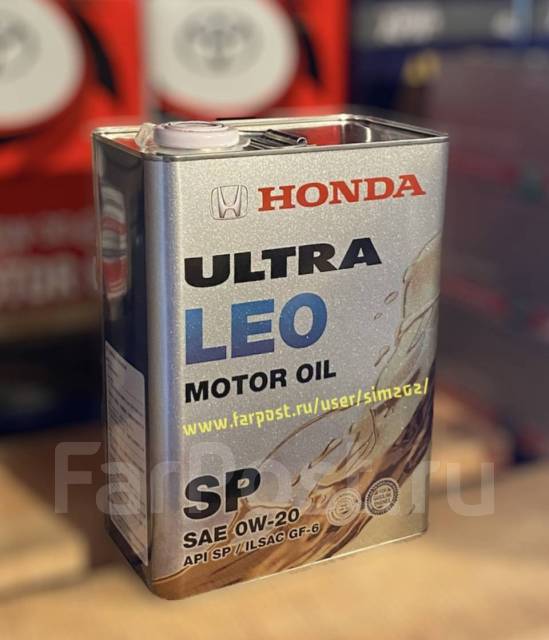 HONDA
ULTRA
LEO
MOTOR OIL
www.farpost.ru/user/sim202/
FarPost.ru
SP
SAE 0W-20
API SP / ILSAC GF-6